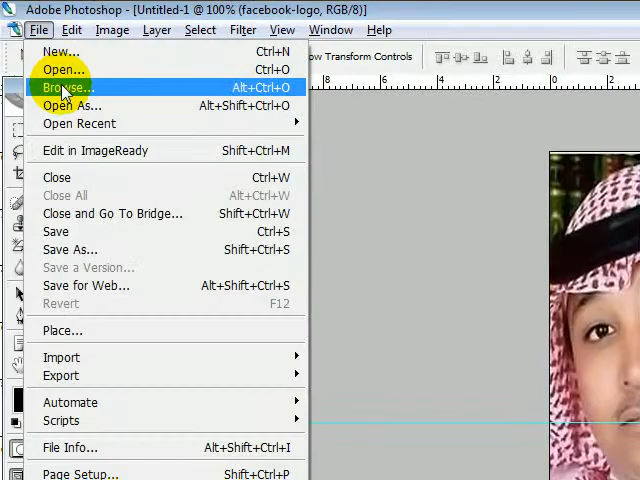 Adobe Photoshop - [Untitled-1 @ 100% (facebook-logo, RGB/8)]
File Edit Image Layer Select Filter View Window Help
ow Transform Controls
New... Ctrl+N
Open... Ctrl+O
Browse... Alt+Ctrl+O
Open As... Alt+Shift+Ctrl+O
Open Recent
Edit in ImageReady Shift+Ctrl+M
Close Ctrl+W
Close All Alt+Ctrl+W
Close and Go To Bridge... Shift+Ctrl+W
Save Ctrl+S
Save As... Shift+Ctrl+S
Save a Version...
Save for Web... Alt+Shift+Ctrl+S
Revert F12
Place...
Import
Export
Automate
Scripts
File Info... Alt+Shift+Ctrl+I
Page Setup... Shift+Ctrl+P
8 6 4 2 0 2